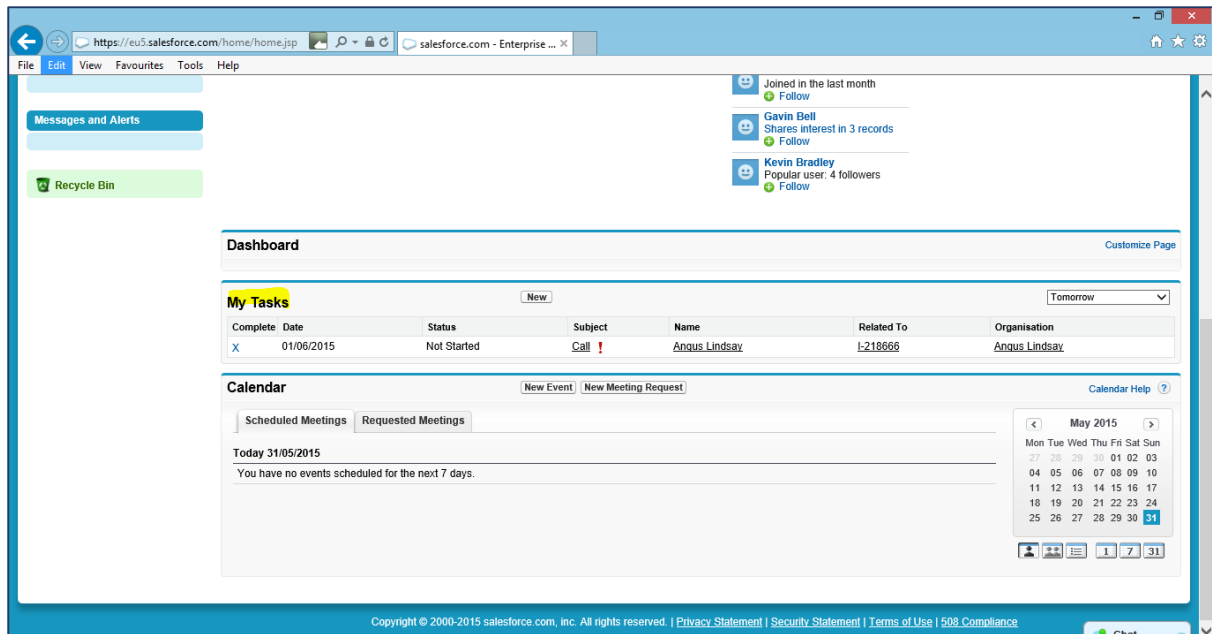 https://eu5.salesforce.com/home/home.jsp
salesforce.com - Enterprise ...
File Edit View Favourites Tools Help
Joined in the last month
Follow
Messages and Alerts
Gavin Bell
Shares interest in 3 records
Follow
Kevin Bradley
Popular user: 4 followers
Follow
Recycle Bin
Dashboard
Customize Page
My Tasks
New
Tomorrow
Complete Date Status Subject Name Related To Organisation
X 01/06/2015 Not Started Call ! Angus Lindsay I-218666 Angus Lindsay
Calendar
New Event New Meeting Request
Calendar Help ?
Scheduled Meetings Requested Meetings
Today 31/05/2015
You have no events scheduled for the next 7 days.
May 2015
Mon Tue Wed Thu Fri Sat Sun
27 28 29 30 01 02 03
04 05 06 07 08 09 10
11 12 13 14 15 16 17
18 19 20 21 22 23 24
25 26 27 28 29 30 31
1 7 31
Copyright © 2000-2015 salesforce.com, inc. All rights reserved. | Privacy Statement | Security Statement | Terms of Use | 508 Compliance
Chat